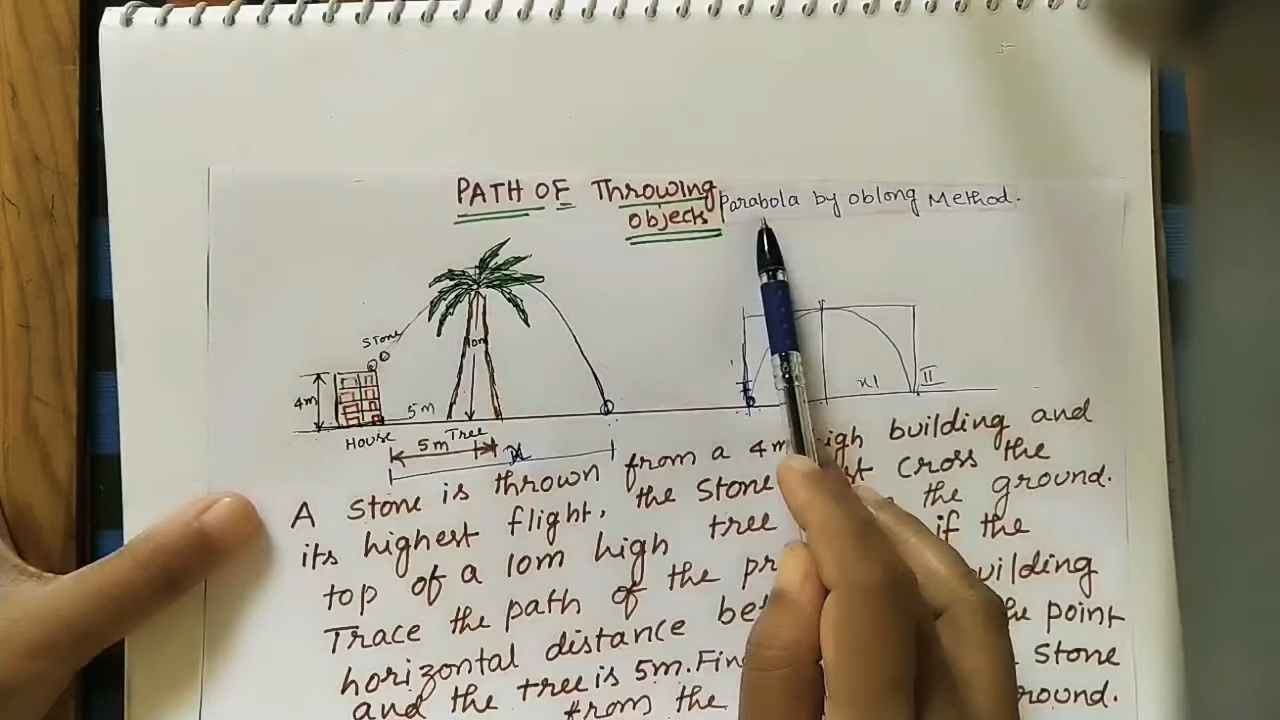 PATH OF Throwing
objects
Parabola by oblong Method.
Stone
10m
4m
5m
House
Tree
5m
x
x1
II
A stone is thrown from a 4m high building and
its highest flight, the stone cross the
top of a 10m high tree the ground.
Trace the path of the if the
horizontal distance building
and the tree is 5m. the point
from the stone
ground.